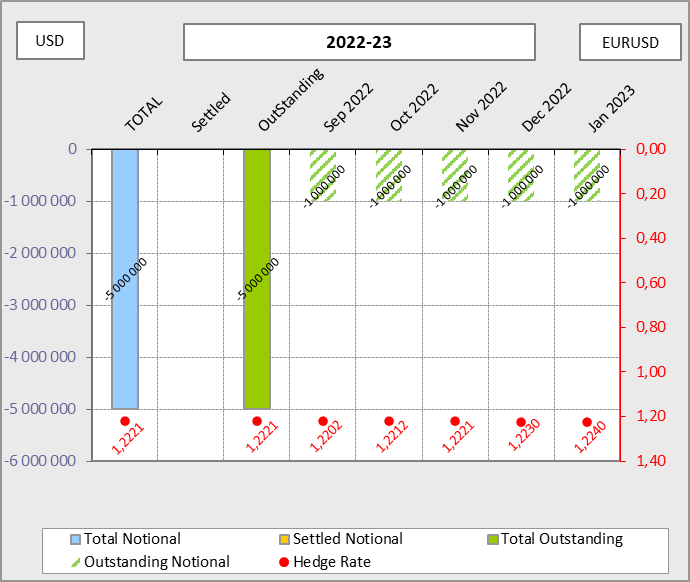 USD
2022-23
EURUSD
TOTAL
Settled
OutStanding
Sep 2022
Oct 2022
Nov 2022
Dec 2022
Jan 2023
0
-1 000 000
-2 000 000
-3 000 000
-4 000 000
-5 000 000
-6 000 000
-5 000 000
-5 000 000
-1 000 000
-1 000 000
-1 000 000
-1 000 000
-1 000 000
1,2221
1,2221
1,2202
1,2212
1,2221
1,2230
1,2240
0,00
0,20
0,40
0,60
0,80
1,00
1,20
1,40
Total Notional
Settled Notional
Total Outstanding
Outstanding Notional
Hedge Rate